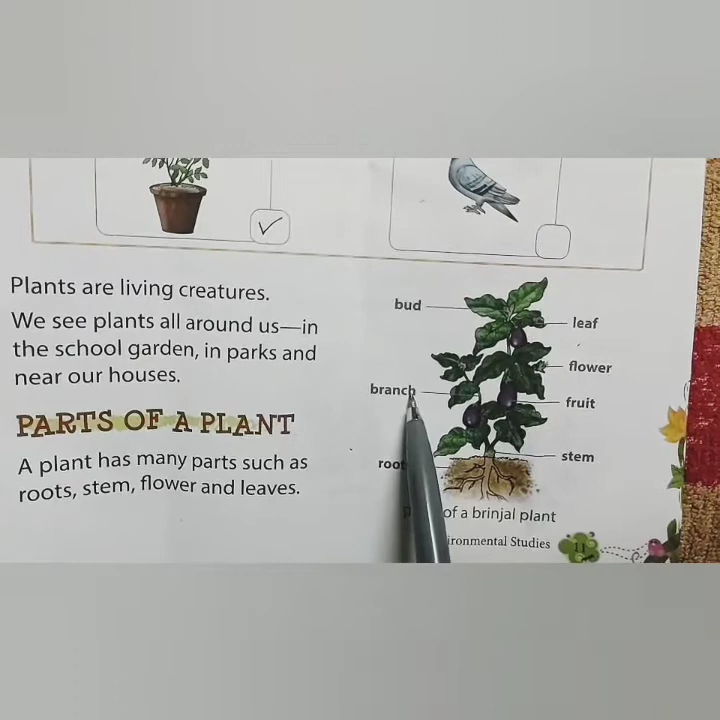 Plants are living creatures.
We see plants all around us—in
the school garden, in parks and
near our houses.
PARTS OF A PLANT
A plant has many parts such as
roots, stem, flower and leaves.
bud
leaf
flower
branch
fruit
stem
root
of a brinjal plant
Studies
11